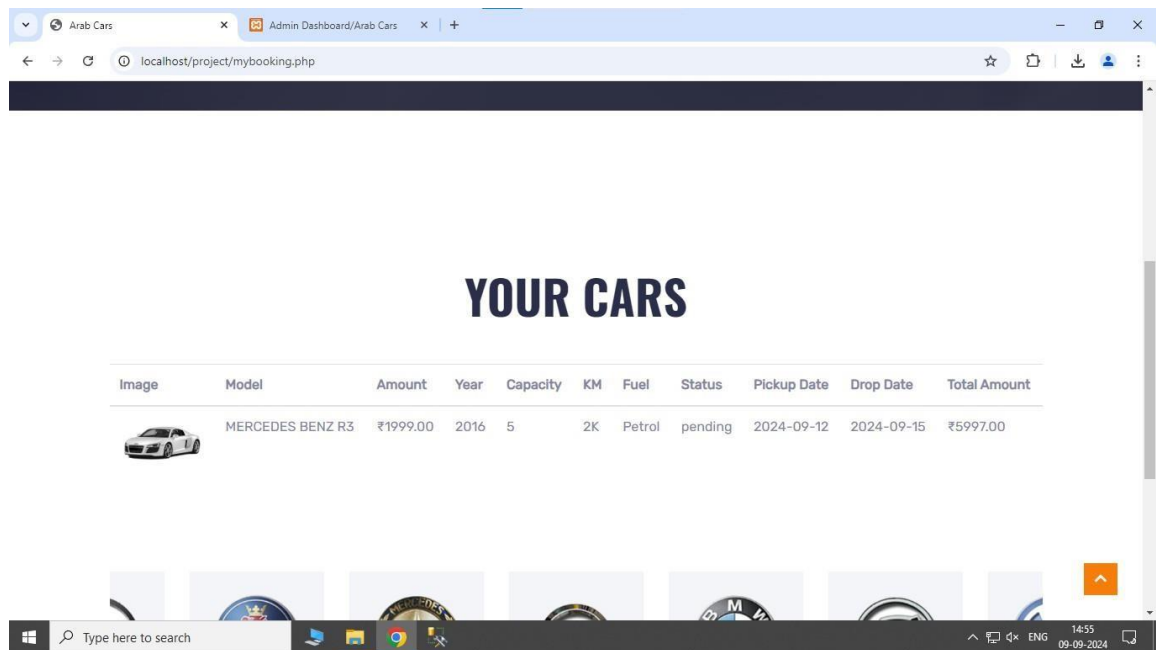 Arab Cars
Admin Dashboard/Arab Cars
localhost/project/mybooking.php
YOUR CARS
Image Model Amount Year Capacity KM Fuel Status Pickup Date Drop Date Total Amount
MERCEDES BENZ R3 ₹1999.00 2016 5 2K Petrol pending 2024-09-12 2024-09-15 ₹5997.00
MERCEDES
BMW
Type here to search
ENG
14:55
09-09-2024